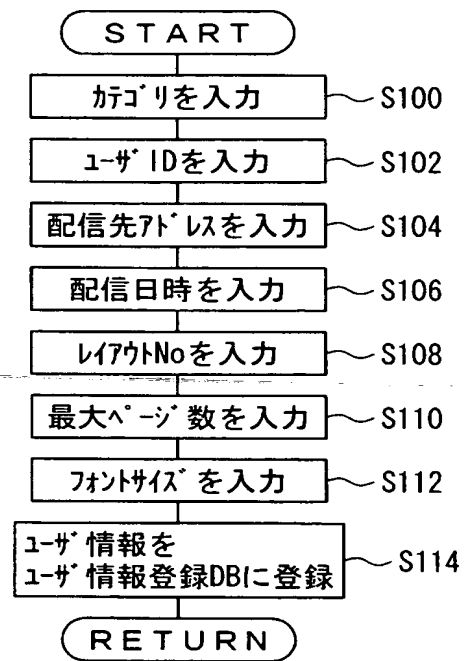 START
ｶﾃｺﾞﾘを入力
S100
ﾕｰｻﾞIDを入力
S102
配信先ｱﾄﾞﾚｽを入力
S104
配信日時を入力
S106
ﾚｲｱｳﾄNoを入力
S108
最大ﾍﾟｰｼﾞ数を入力
S110
ﾌｫﾝﾄｻｲｽﾞを入力
S112
ﾕｰｻﾞ情報を
ﾕｰｻﾞ情報登録DBに登録
S114
RETURN